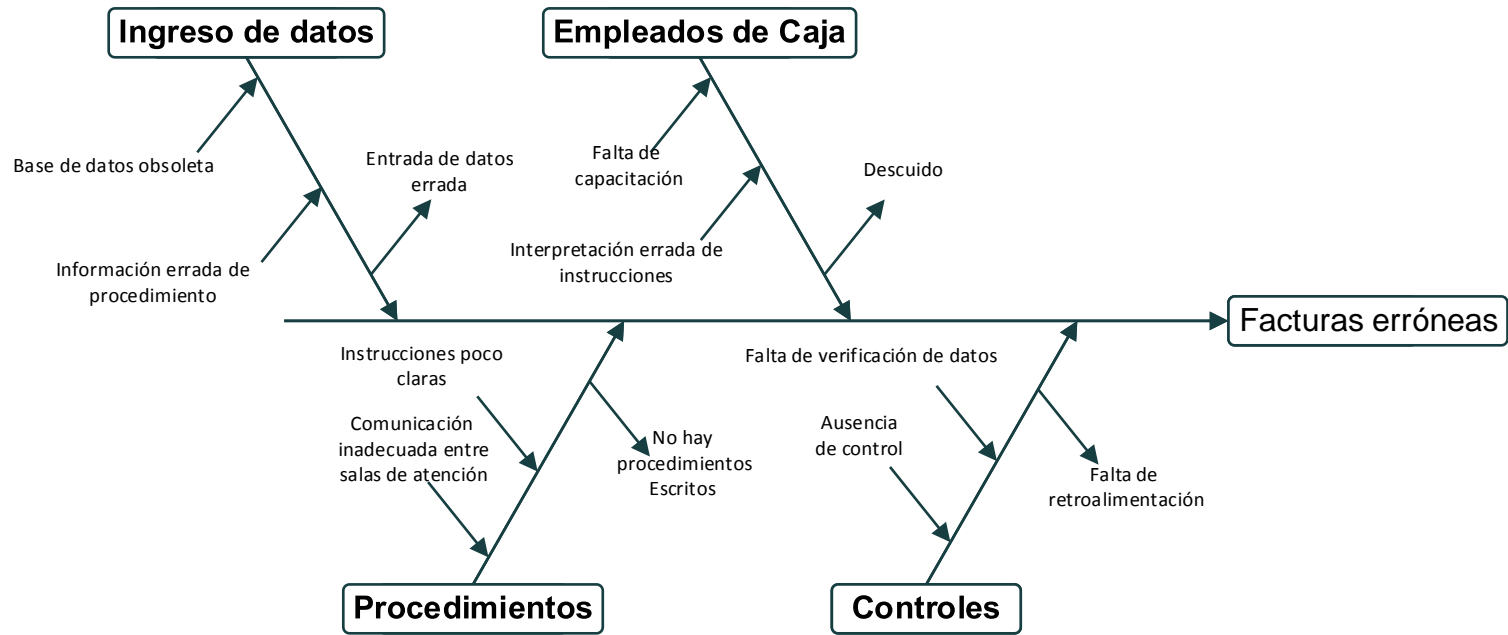 Ingreso de datos
Empleados de Caja
Base de datos obsoleta
Entrada de datos
errada
Información errada de
procedimiento
Falta de
capacitación
Descuido
Interpretación errada de
instrucciones
Facturas erróneas
Instrucciones poco
claras
Comunicación
inadecuada entre
salas de atención
No hay
procedimientos
Escritos
Falta de verificación de datos
Ausencia
de control
Falta de
retroalimentación
Procedimientos
Controles